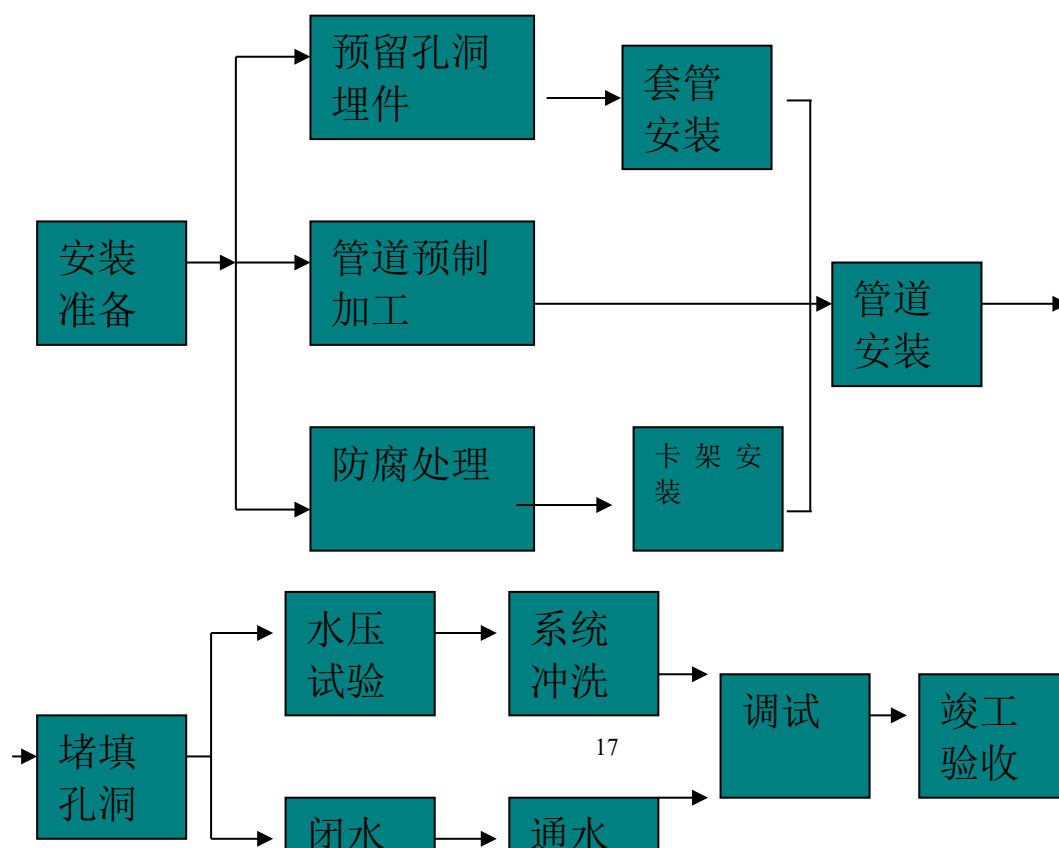 预留孔洞
埋件
套管
安装
安装
准备
管道预制
加工
管道
安装
防腐处理
卡架安
装
水压
试验
系统
冲洗
调试
竣工
验收
17
堵填
孔洞
闭水
通水